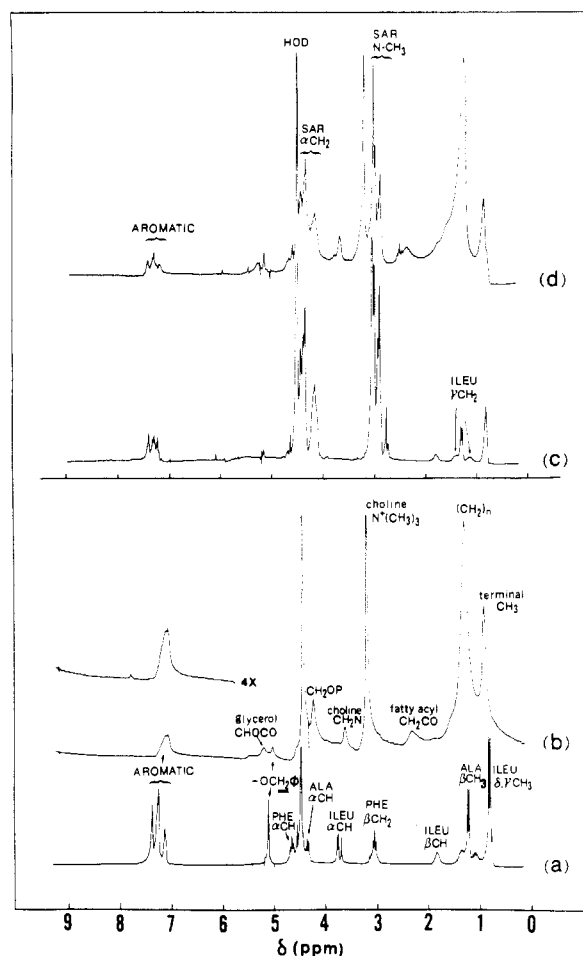 HOD
SAR
N-CH3
SAR
αCH2
AROMATIC
(d)
ILEU
γCH2
(c)
choline
N+(CH3)3
(CH2)n
terminal
CH3
4X
glycerol
CHOCO
CH2OP
choline
CH2N
fatty acyl
CH2CO
(b)
AROMATIC
-OCH2Φ
PHE
αCH
ALA
αCH
ILEU
αCH
PHE
βCH2
ILEU
βCH
ALA
βCH3
ILEU
δ,γCH3
(a)
9 8 7 6 5 4 3 2 1 0
δ (ppm)